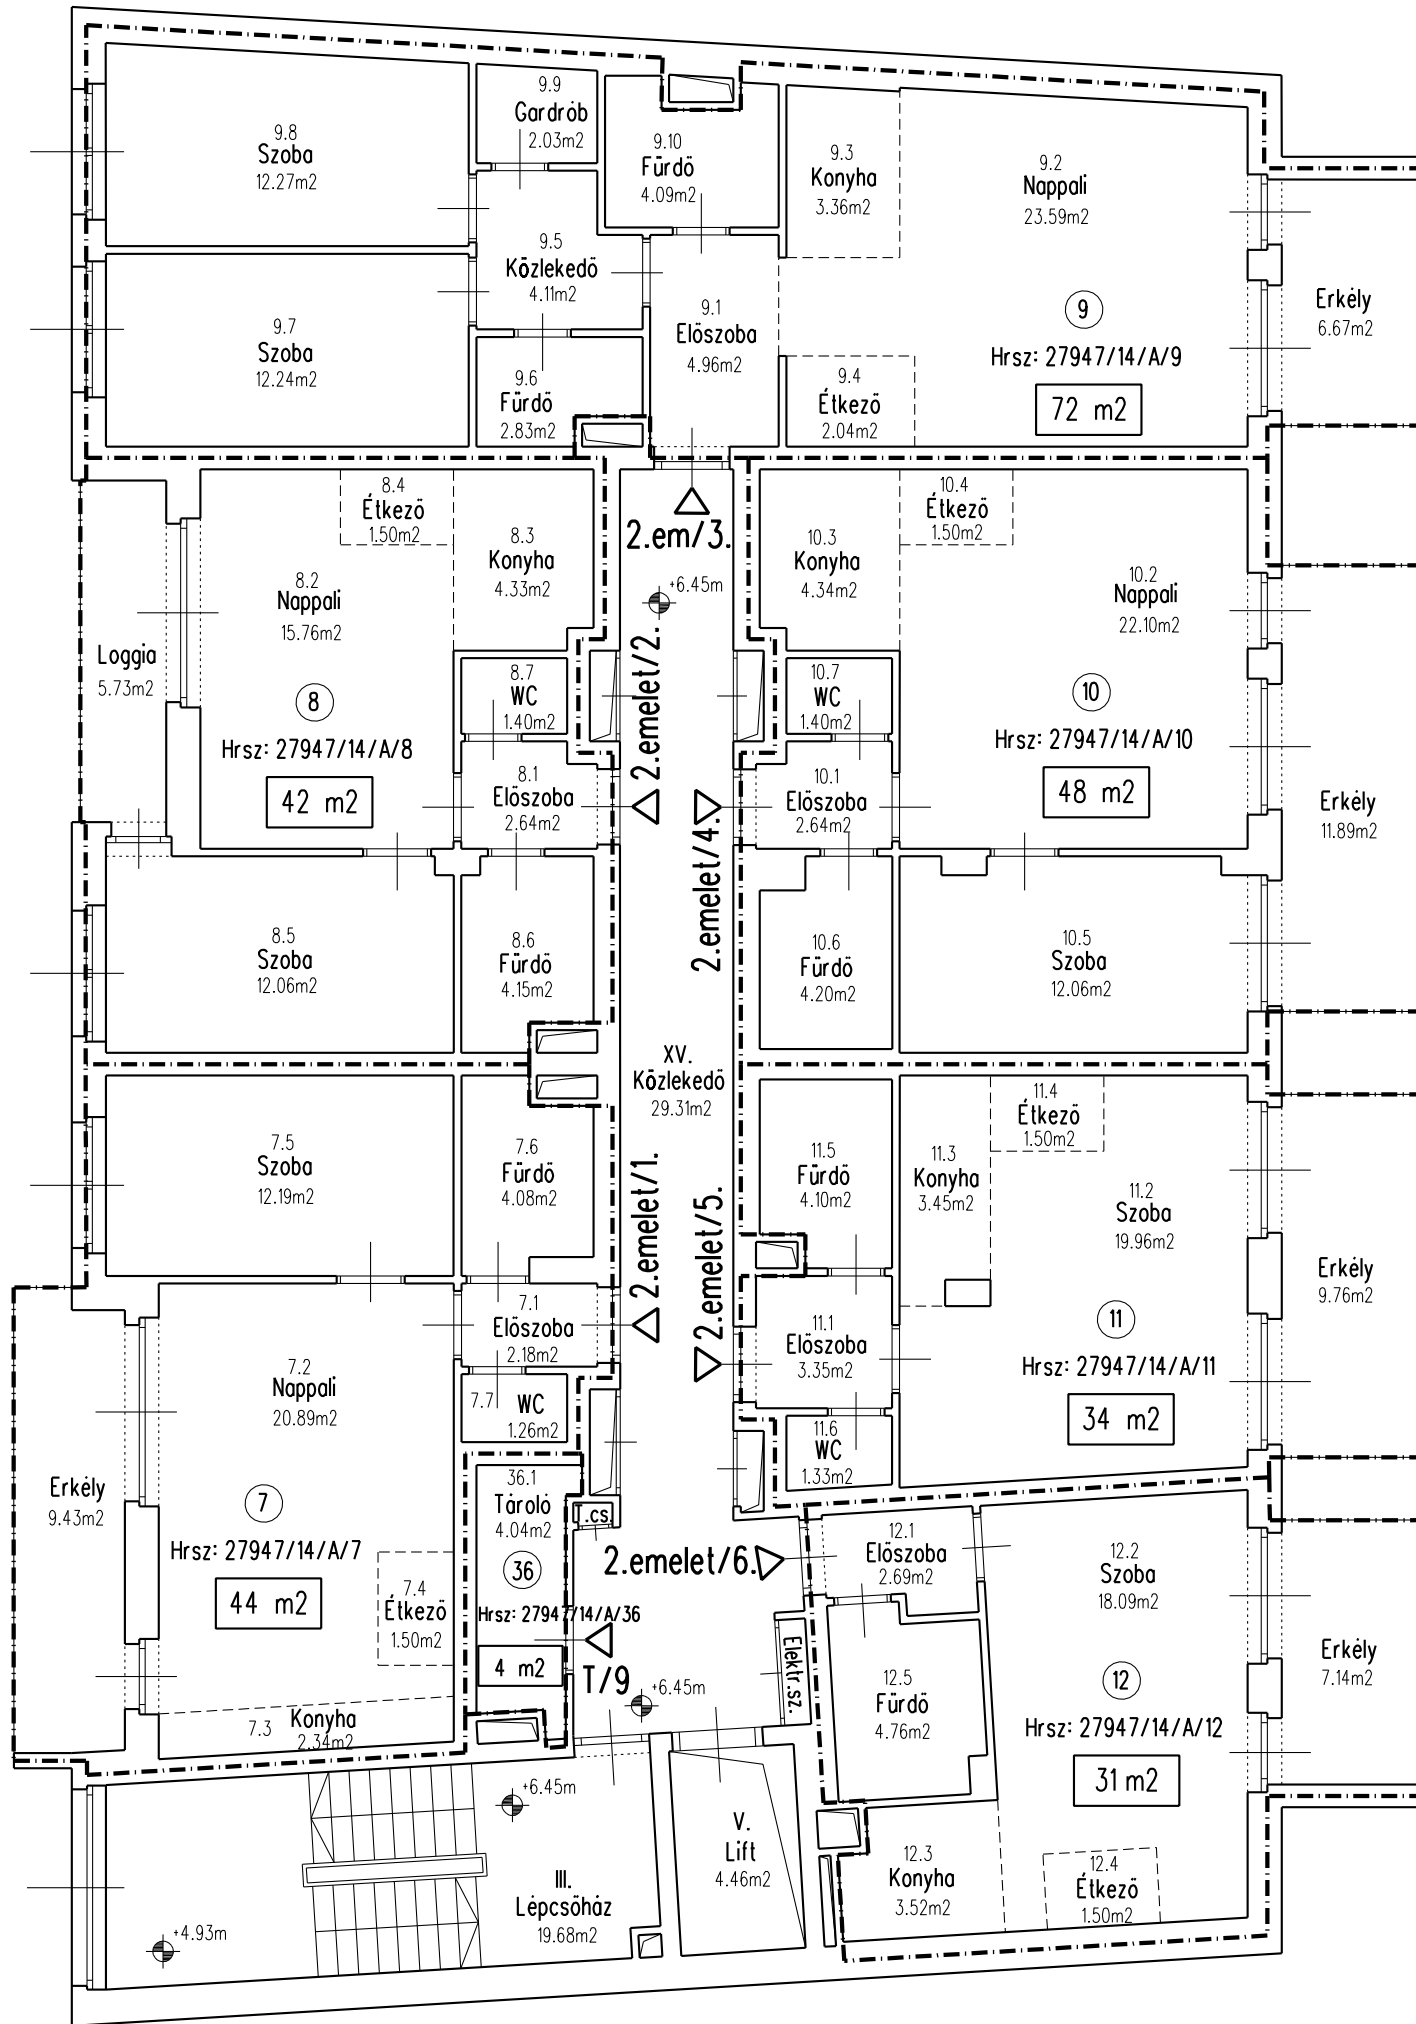 9.9
Gardrób
2.03m2
9.8
Szoba
12.27m2
9.10
Fürdő
4.09m2
9.3
Konyha
3.36m2
9.2
Nappali
23.59m2
9.5
Közlekedő
4.11m2
9.1
Előszoba
4.96m2
9
Hrsz: 27947/14/A/9
72 m2
Erkély
6.67m2
9.7
Szoba
12.24m2
9.6
Fürdő
2.83m2
9.4
Étkező
2.04m2
8.4
Étkező
1.50m2
8.3
Konyha
4.33m2
8.2
Nappali
15.76m2
Loggia
5.73m2
8
Hrsz: 27947/14/A/8
42 m2
8.7
WC
1.40m2
8.1
Előszoba
2.64m2
8.5
Szoba
12.06m2
8.6
Fürdő
4.15m2
2.em/3.
+6.45m
2.emelet/2.
2.emelet/4.
10.4
Étkező
1.50m2
10.3
Konyha
4.34m2
10.2
Nappali
22.10m2
10.7
WC
1.40m2
10
Hrsz: 27947/14/A/10
48 m2
10.1
Előszoba
2.64m2
Erkély
11.89m2
10.6
Fürdő
4.20m2
10.5
Szoba
12.06m2
XV.
Közlekedő
29.31m2
7.5
Szoba
12.19m2
7.6
Fürdő
4.08m2
2.emelet/1.
2.emelet/5.
7.1
Előszoba
2.18m2
7.2
Nappali
20.89m2
7.7
WC
1.26m2
Erkély
9.43m2
7
Hrsz: 27947/14/A/7
44 m2
7.4
Étkező
1.50m2
7.3
Konyha
2.34m2
11.4
Étkező
1.50m2
11.5
Fürdő
4.10m2
11.3
Konyha
3.45m2
11.2
Szoba
19.96m2
Erkély
9.76m2
11.1
Előszoba
3.35m2
11
Hrsz: 27947/14/A/11
34 m2
11.6
WC
1.33m2
36.1
Tároló
4.04m2
T.cs.
36
Hrsz: 27947/14/A/36
4 m2
T/9
2.emelet/6.
+6.45m
Elektr.sz.
12.1
Előszoba
2.69m2
12.2
Szoba
18.09m2
Erkély
7.14m2
12.5
Fürdő
4.76m2
12
Hrsz: 27947/14/A/12
31 m2
12.3
Konyha
3.52m2
12.4
Étkező
1.50m2
+6.45m
V.
Lift
4.46m2
III.
Lépcsőház
19.68m2
+4.93m